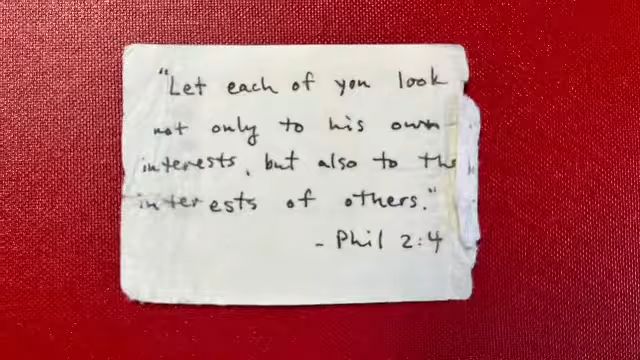 "Let each of you look
not only to his own
interests, but also to the
interests of others."
- Phil 2:4